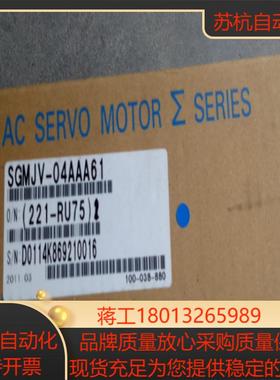 苏杭自动
AC SERVO MOTOR Σ SERIES
SGMJV-04AAA61
O/N (221-RU75)
S/N D0114K869210016
2011.03
100-038-880
蒋工18013265989
自动化 品牌质量放心采购质量俱
专开票 现货充足为您提供稳定的